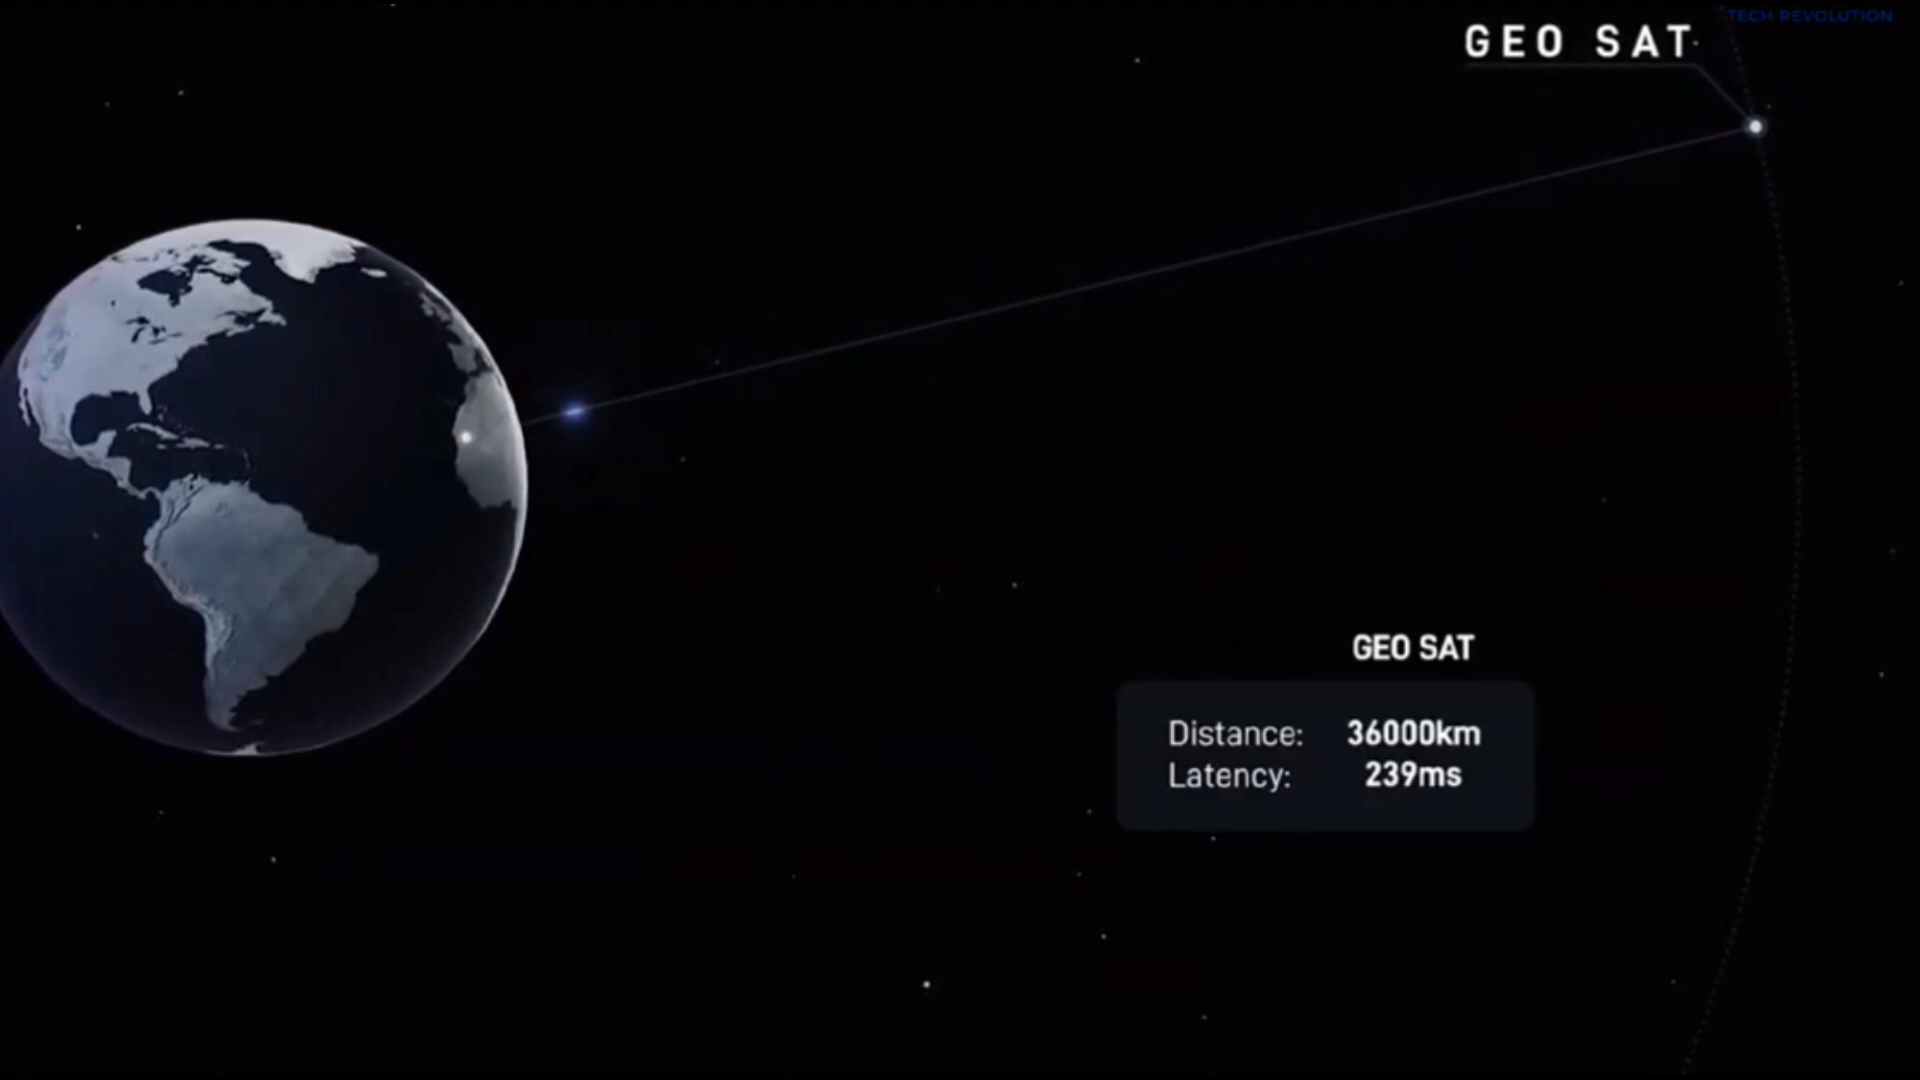 TECH REVOLUTION
GEO SAT
GEO SAT
Distance: 36000km
Latency: 239ms